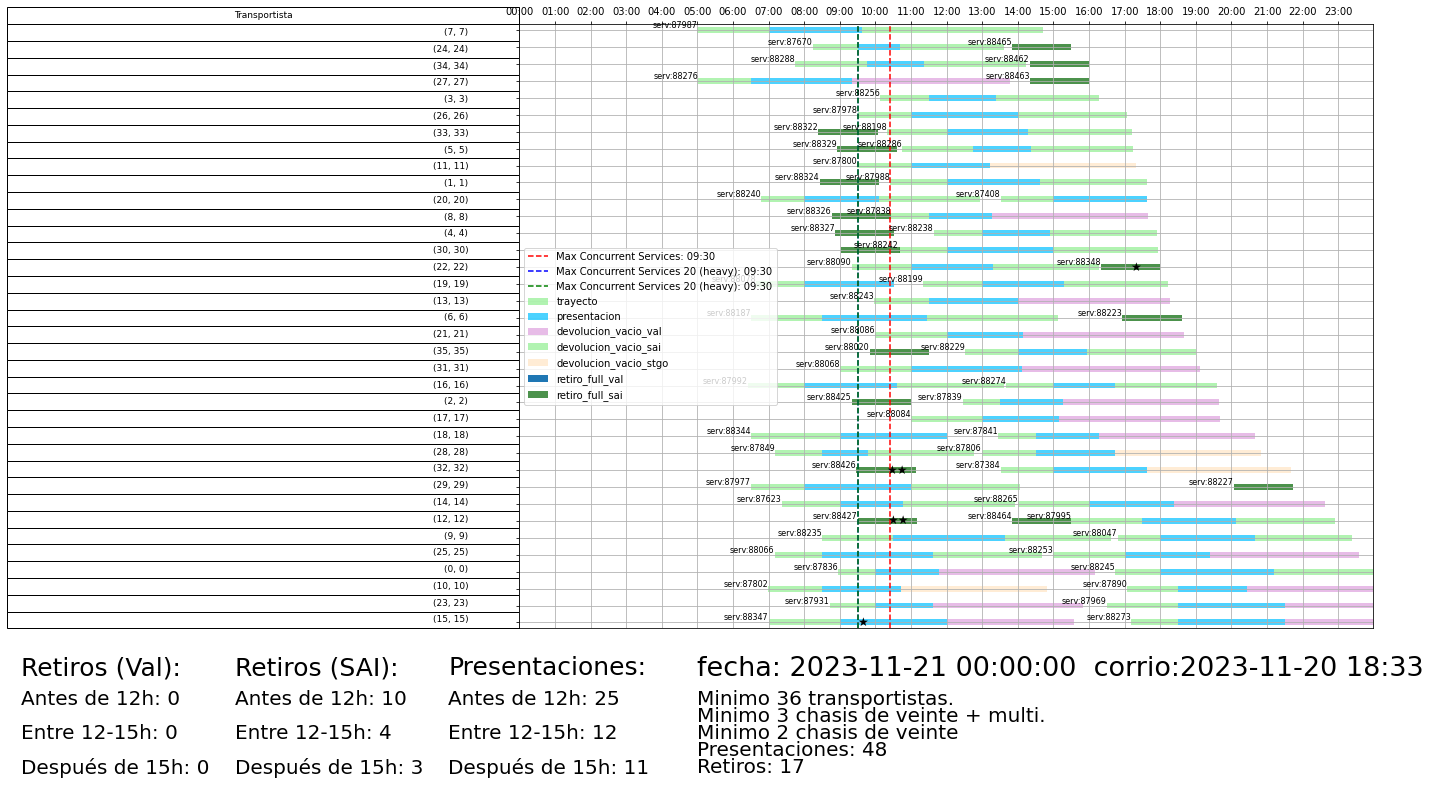 Transportista
00:00 01:00 02:00 03:00 04:00 05:00 06:00 07:00 08:00 09:00 10:00 11:00 12:00 13:00 14:00 15:00 16:00 17:00 18:00 19:00 20:00 21:00 22:00 23:00
(7, 7) serv:87987
(24, 24) serv:87670 serv:88465
(34, 34) serv:88288 serv:88462
(27, 27) serv:88276 serv:88463
(3, 3) serv:88256
(26, 26) serv:87978
(33, 33) serv:88322 serv:88198
(5, 5) serv:88329 serv:88286
(11, 11) serv:87800
(1, 1) serv:88324 serv:87988
(20, 20) serv:88240 serv:87408
(8, 8) serv:88326 serv:87838
(4, 4) serv:88327 serv:88238
(30, 30) serv:88242
(22, 22) serv:88090 serv:88348
(19, 19) serv:88199
(13, 13) serv:88243
(6, 6) serv:88187 serv:88223
(21, 21) serv:88086
(35, 35) serv:88020 serv:88229
(31, 31) serv:88068
(16, 16) serv:87992 serv:88274
(2, 2) serv:88425 serv:87839
(17, 17) serv:88084
(18, 18) serv:88344 serv:87841
(28, 28) serv:87849 serv:87806
(32, 32) serv:88426 serv:87384
(29, 29) serv:87977 serv:88227
(14, 14) serv:87623 serv:88265
(12, 12) serv:88427 serv:88464 serv:87995
(9, 9) serv:88235 serv:88047
(25, 25) serv:88066 serv:88253
(0, 0) serv:87836 serv:88245
(10, 10) serv:87802 serv:87890
(23, 23) serv:87931 serv:87969
(15, 15) serv:88347 serv:88273
Max Concurrent Services: 09:30
Max Concurrent Services 20 (heavy): 09:30
Max Concurrent Services 20 (heavy): 09:30
trayecto
presentacion
devolucion_vacio_val
devolucion_vacio_sai
devolucion_vacio_stgo
retiro_full_val
retiro_full_sai
Retiros (Val):
Antes de 12h: 0
Entre 12-15h: 0
Después de 15h: 0
Retiros (SAI):
Antes de 12h: 10
Entre 12-15h: 4
Después de 15h: 3
Presentaciones:
Antes de 12h: 25
Entre 12-15h: 12
Después de 15h: 11
fecha: 2023-11-21 00:00:00 corrio:2023-11-20 18:33
Minimo 36 transportistas.
Minimo 3 chasis de veinte + multi.
Minimo 2 chasis de veinte
Presentaciones: 48
Retiros: 17